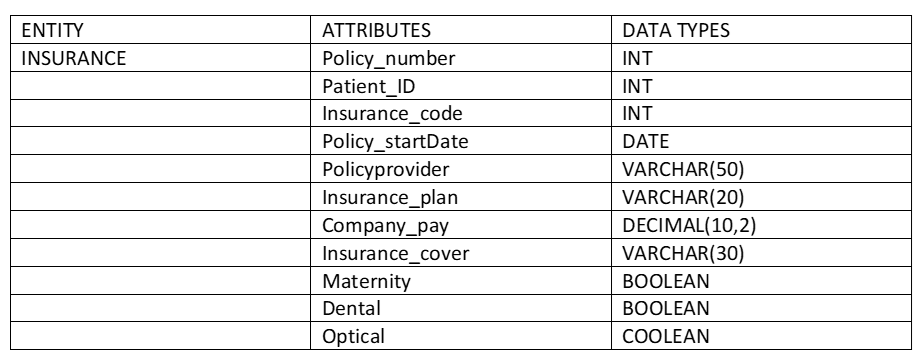 ENTITY ATTRIBUTES DATA TYPES
INSURANCE Policy_number INT
Patient_ID INT
Insurance_code INT
Policy_startDate DATE
Policyprovider VARCHAR(50)
Insurance_plan VARCHAR(20)
Company_pay DECIMAL(10,2)
Insurance_cover VARCHAR(30)
Maternity BOOLEAN
Dental BOOLEAN
Optical COOLEAN